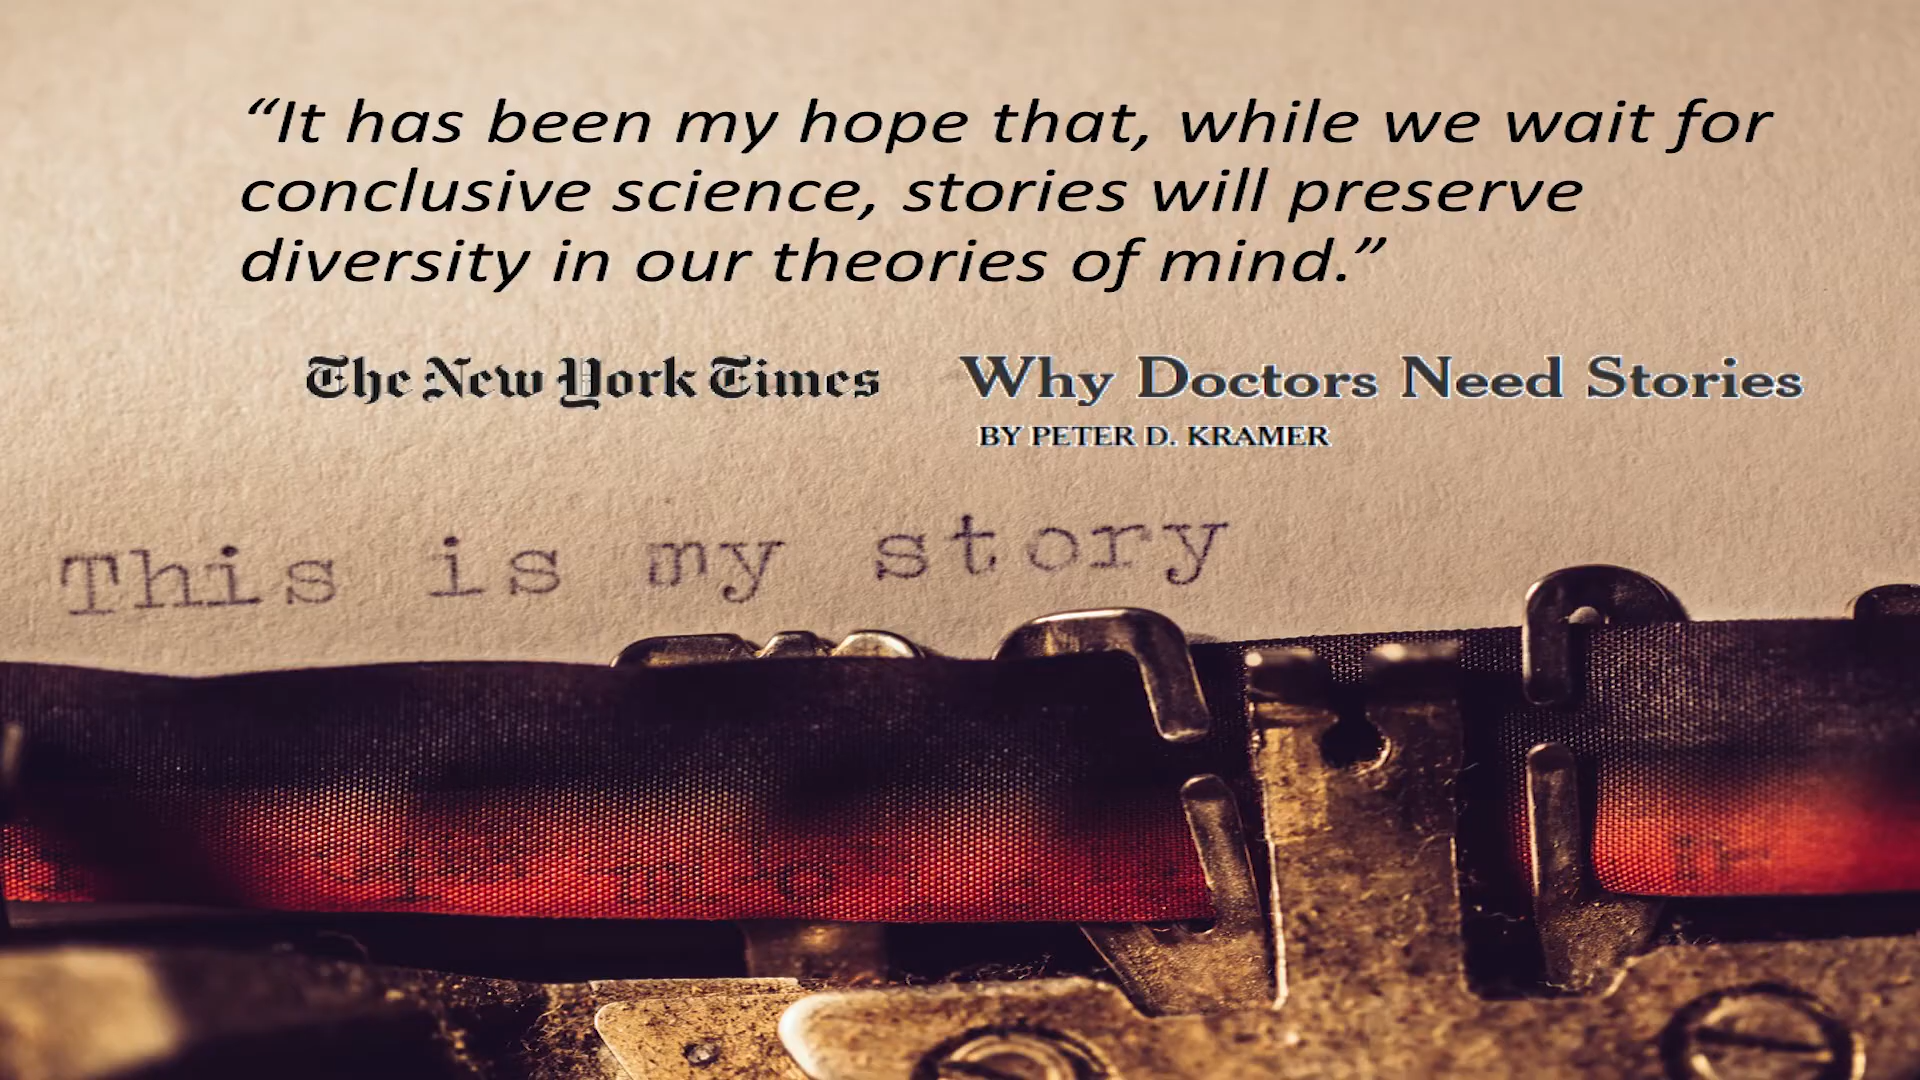 “It has been my hope that, while we wait for
conclusive science, stories will preserve
diversity in our theories of mind.”
The New York Times
Why Doctors Need Stories
BY PETER D. KRAMER
This is my story